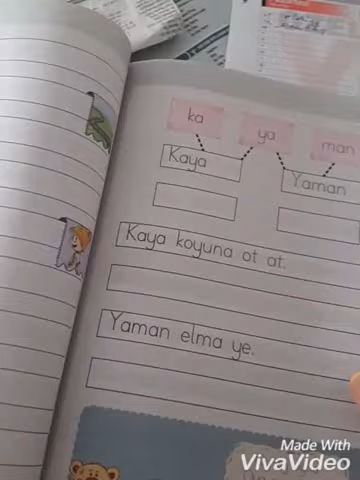 ka ya man
Kaya Yaman
Kaya koyuna ot at.
Yaman elma ye.
Made With
VivaVideo